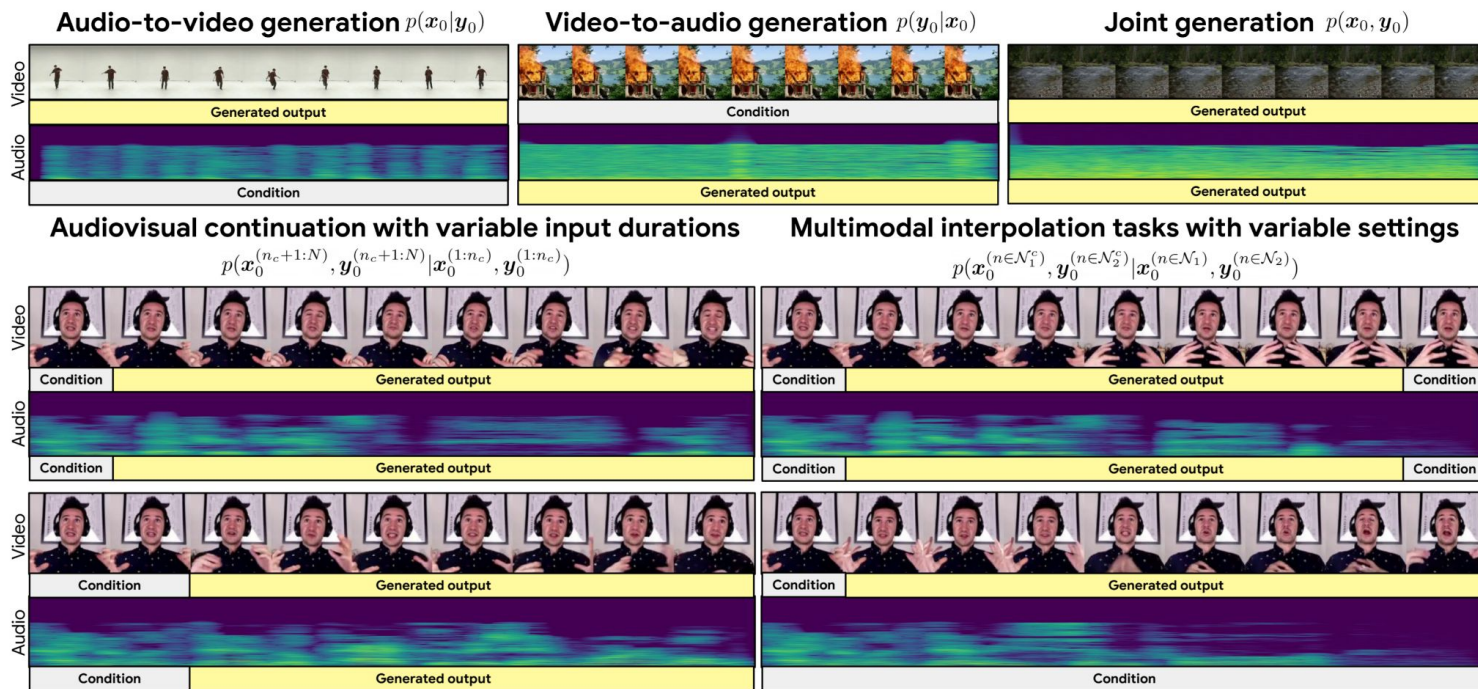 Audio-to-video generation p(x₀|y₀)
Video-to-audio generation p(y₀|x₀)
Joint generation p(x₀, y₀)
Video
Generated output
Condition
Generated output
Audio
Condition
Generated output
Generated output
Audiovisual continuation with variable input durations
p(x₀^(n_c+1:N), y₀^(n_c+1:N)|x₀^(1:n_c), y₀^(1:n_c))
Multimodal interpolation tasks with variable settings
p(x₀^(n∈𝒩₁ᶜ), y₀^(n∈𝒩₂ᶜ)|x₀^(n∈𝒩₁), y₀^(n∈𝒩₂))
Video
Condition
Generated output
Condition
Generated output
Condition
Audio
Condition
Generated output
Condition
Generated output
Condition
Video
Condition
Generated output
Condition
Generated output
Audio
Condition
Generated output
Condition